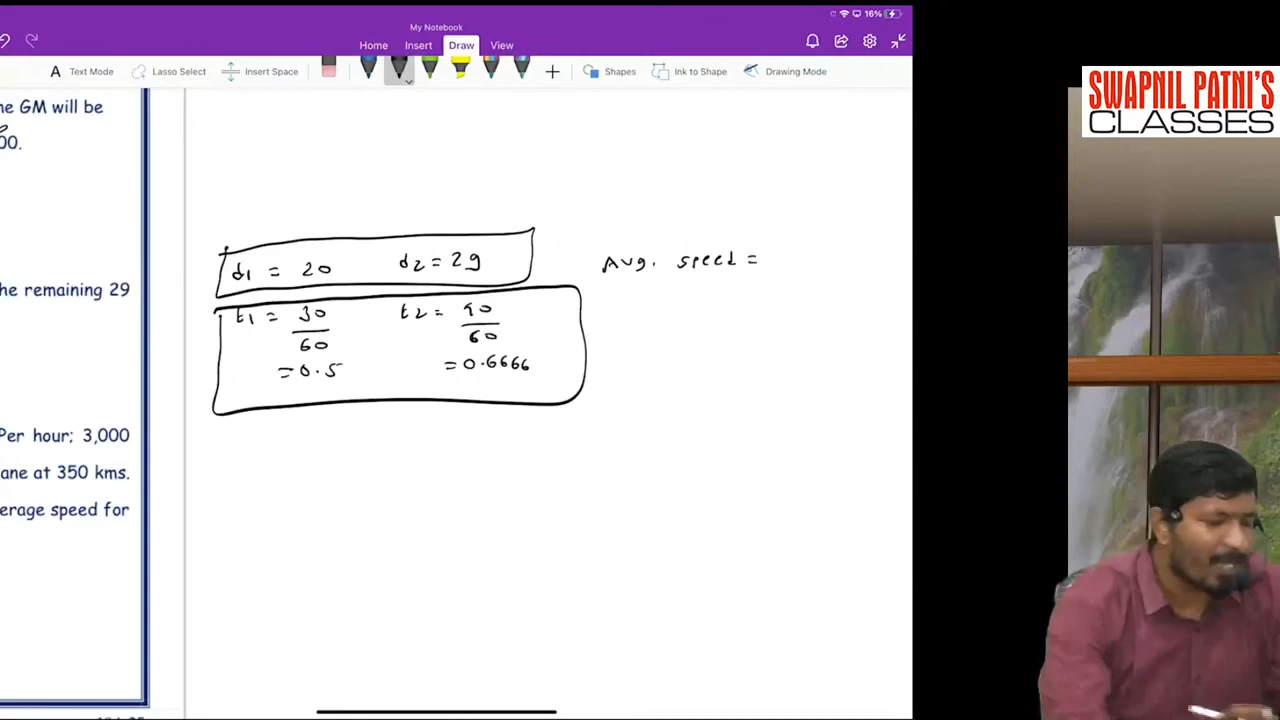 16%
My Notebook
Home Insert Draw View
Text Mode Lasso Select Insert Space Shapes Ink to Shape Drawing Mode
SWAPNIL PATNI'S
CLASSES
ne GM will be
00.
he remaining 29
Per hour; 3,000
ane at 350 kms.
erage speed for
d1 = 20 d2 = 29
t1 = 30/60 t2 = 40/60
=0.5 =0.6666
Avg. speed =